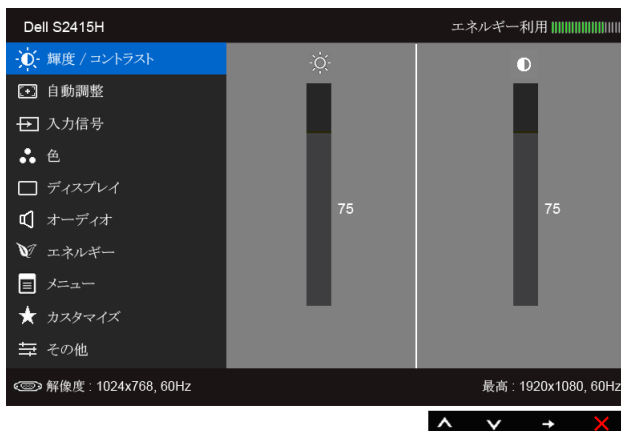 Dell S2415H
エネルギー利用
輝度 / コントラスト
自動調整
入力信号
色
ディスプレイ
オーディオ
エネルギー
メニュー
カスタマイズ
その他
75
75
解像度 : 1024x768, 60Hz
最高 : 1920x1080, 60Hz